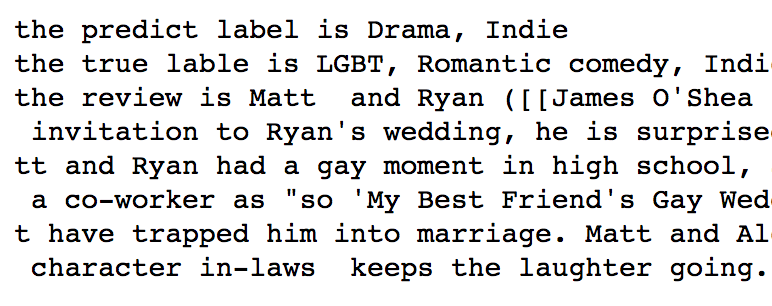 the predict label is Drama, Indie
the true lable is LGBT, Romantic comedy, Indi
the review is Matt  and Ryan ([[James O'Shea
invitation to Ryan's wedding, he is surprise
tt and Ryan had a gay moment in high school,
a co-worker as "so 'My Best Friend's Gay Wed
t have trapped him into marriage. Matt and Al
character in-laws  keeps the laughter going.